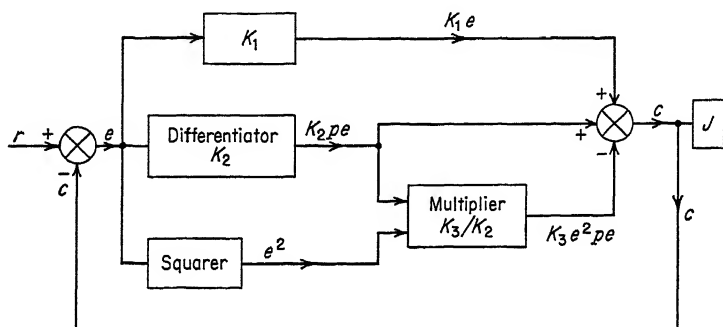 K₁e
K₁
+
r
+
e
Differentiator
K₂
K₂pe
+
c
J
−
c
−
Multiplier
K₃/K₂
K₃e²pe
c
Squarer
e²